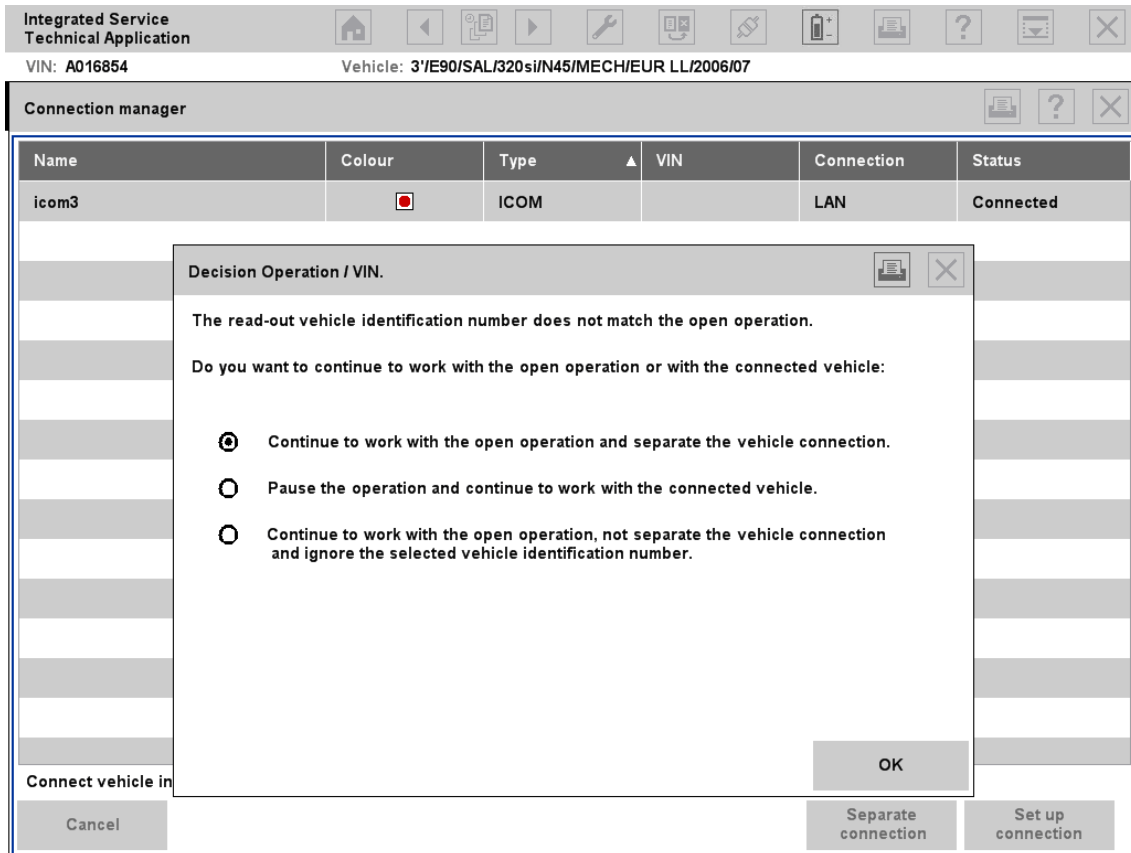 Integrated Service
Technical Application
VIN: A016854
Vehicle: 3'/E90/SAL/320si/N45/MECH/EUR LL/2006/07
Connection manager
Name Colour Type ▲ VIN Connection Status
icom3 ICOM LAN Connected
Decision Operation / VIN.
The read-out vehicle identification number does not match the open operation.
Do you want to continue to work with the open operation or with the connected vehicle:
Continue to work with the open operation and separate the vehicle connection.
Pause the operation and continue to work with the connected vehicle.
Continue to work with the open operation, not separate the vehicle connection
and ignore the selected vehicle identification number.
OK
Connect vehicle in
Cancel
Separate
connection
Set up
connection